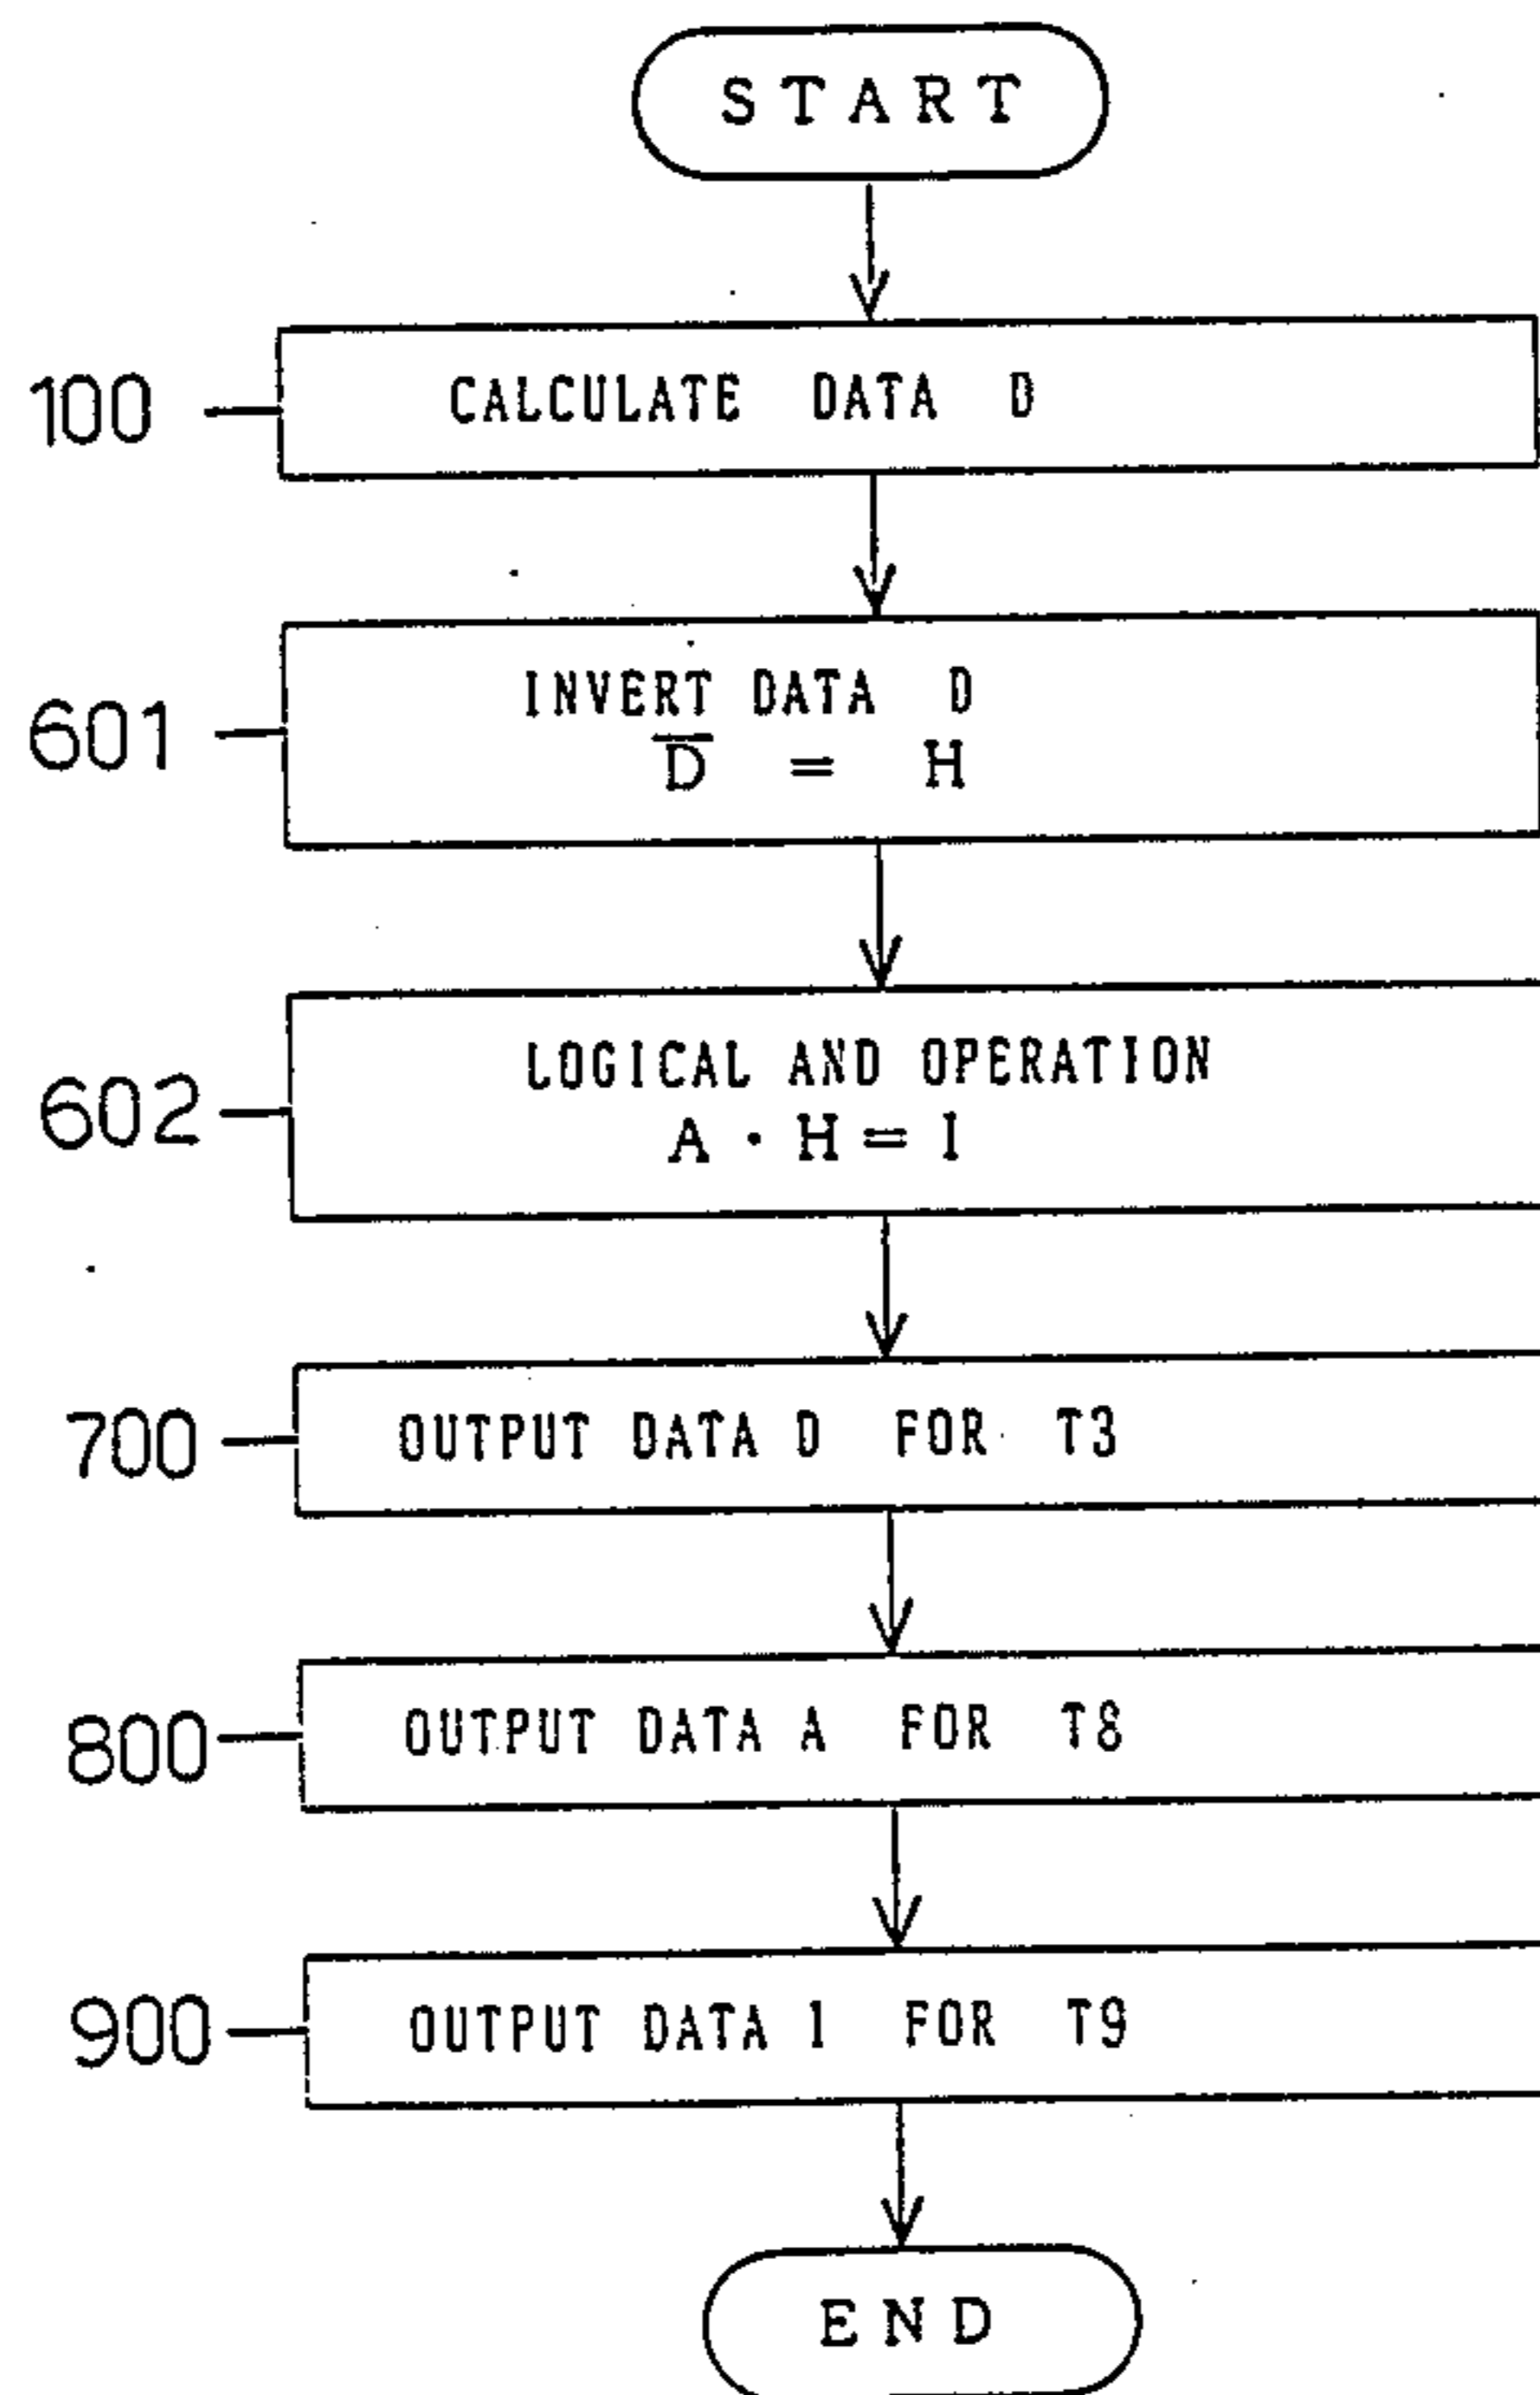 START
100
CALCULATE DATA D
601
INVERT DATA D
D̅ = H
602
LOGICAL AND OPERATION
A · H = I
700
OUTPUT DATA D FOR T3
800
OUTPUT DATA A FOR T8
900
OUTPUT DATA I FOR T9
END